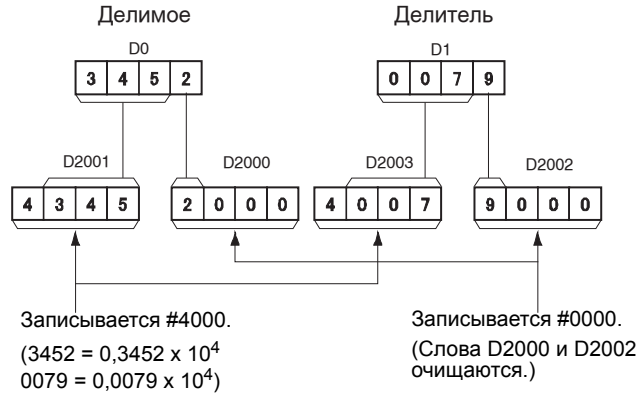 Делимое Делитель
D0 D1
3 4 5 2 0 0 7 9
D2001 D2000 D2003 D2002
4 3 4 5 2 0 0 0 4 0 0 7 9 0 0 0
Записывается #4000.
(3452 = 0,3452 x 10⁴
0079 = 0,0079 x 10⁴)
Записывается #0000.
(Слова D2000 и D2002
очищаются.)